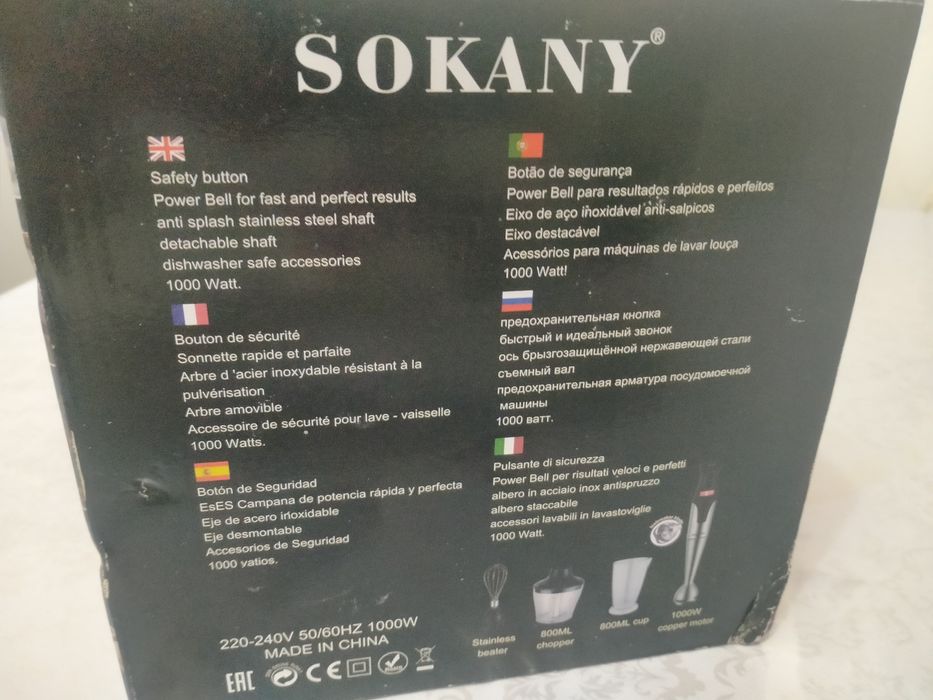 SOKANY®
Safety button
Power Bell for fast and perfect results
anti splash stainless steel shaft
detachable shaft
dishwasher safe accessories
1000 Watt.
Bouton de sécurité
Sonnette rapide et parfaite
Arbre d 'acier inoxydable résistant à la
pulvérisation
Arbre amovible
Accessoire de sécurité pour lave - vaisselle
1000 Watts.
Botón de Seguridad
EsES Campana de potencia rápida y perfecta
Eje de acero inoxidable
Eje desmontable
Accesorios de Seguridad
1000 yatios.
Botão de segurança
Power Bell para resultados rápidos e perfeitos
Eixo de aço inoxidável anti-salpicos
Eixo destacável
Acessórios para máquinas de lavar louça
1000 Watt!
предохранительная кнопка
быстрый и идеальный звонок
ось брызгозащищённой нержавеющей стали
съемный вал
предохранительная арматура посудомоечной
машины
1000 ватт.
Pulsante di sicurezza
Power Bell per risultati veloci e perfetti
albero in acciaio inox antispruzzo
albero staccabile
accessori lavabili in lavastoviglie
1000 Watt.
Stainless
beater
800ML
chopper
800ML cup
1000W
copper motor
220-240V 50/60HZ 1000W
MADE IN CHINA
EAC
CE